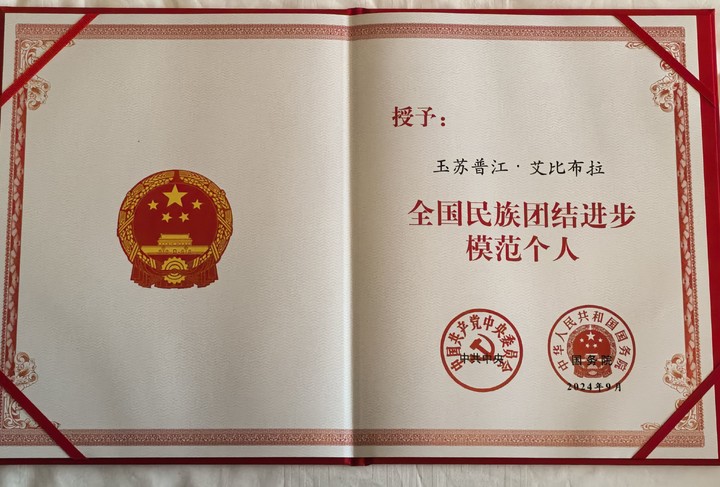 授予：
玉苏普江·艾比布拉
全国民族团结进步
模范个人
中国共产党中央委员会
中共中央
中华人民共和国国务院
国务院
2024年9月